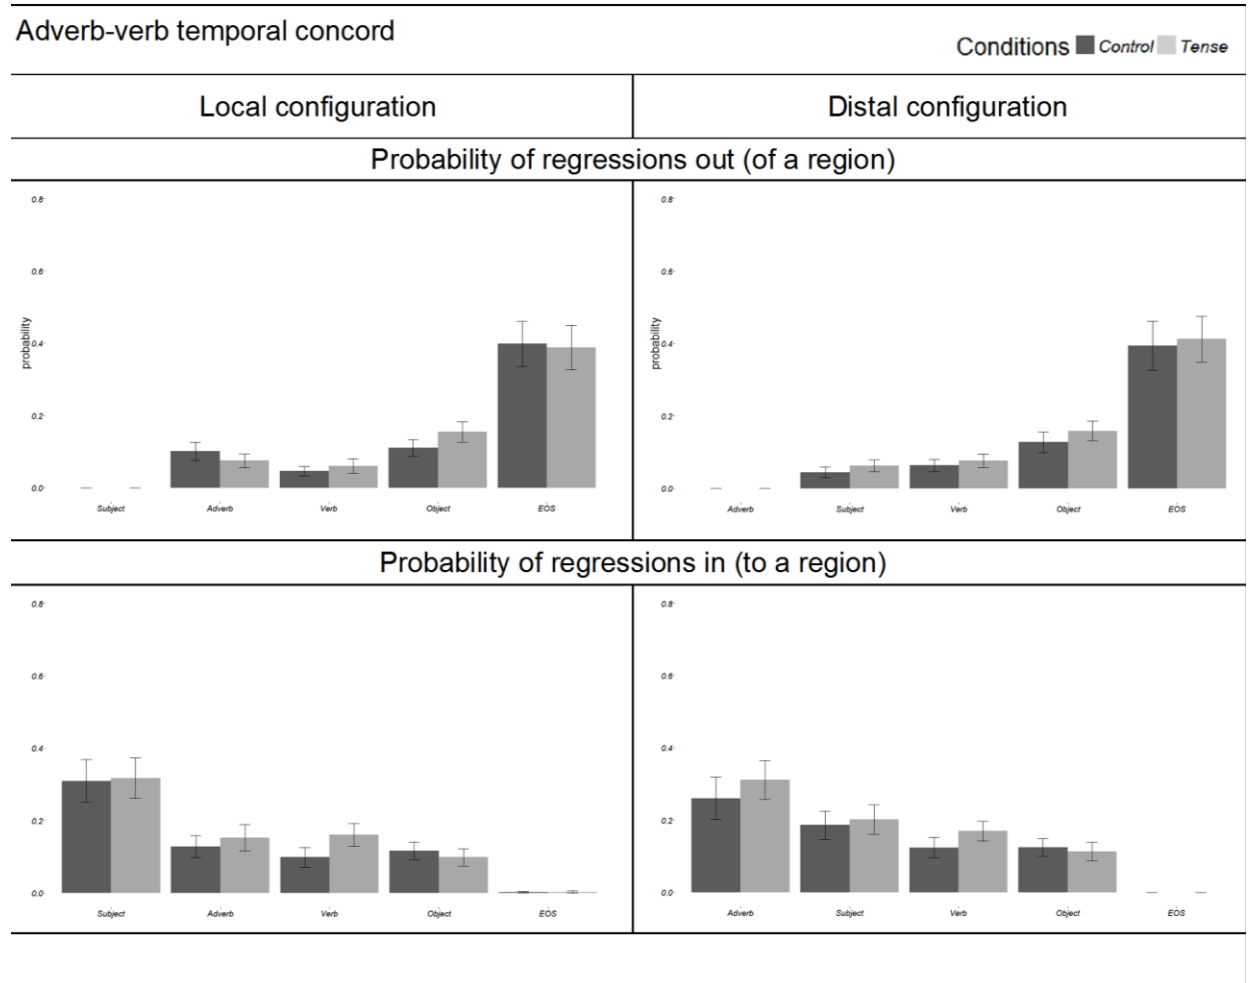 Adverb-verb temporal concord
Conditions Control Tense
Local configuration
Distal configuration
Probability of regressions out (of a region)
0.8
0.6
0.4
0.2
0.0
probability
Subject Adverb Verb Object EOS
0.8
0.6
0.4
0.2
0.0
probability
Adverb Subject Verb Object EOS
Probability of regressions in (to a region)
0.8
0.6
0.4
0.2
0.0
Subject Adverb Verb Object EOS
0.8
0.6
0.4
0.2
0.0
Adverb Subject Verb Object EOS